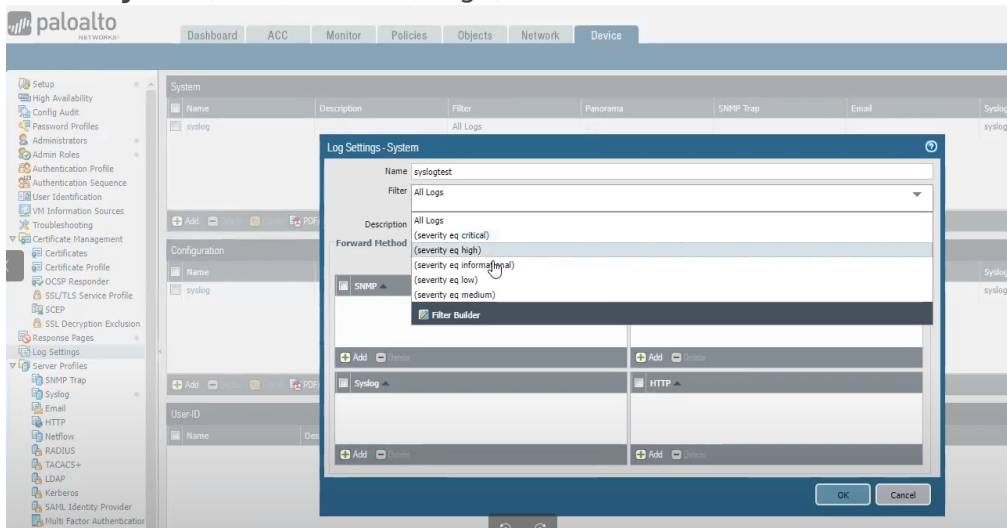 paloalto
NETWORKS
Dashboard ACC Monitor Policies Objects Network Device
Setup
High Availability
Config Audit
Password Profiles
Administrators
Admin Roles
Authentication Profile
Authentication Sequence
User Identification
VM Information Sources
Troubleshooting
Certificate Management
Certificates
Certificate Profile
OCSP Responder
SSL/TLS Service Profile
SCEP
SSL Decryption Exclusion
Response Pages
Log Settings
Server Profiles
SNMP Trap
Syslog
Email
HTTP
Netflow
RADIUS
TACACS+
LDAP
Kerberos
SAML Identity Provider
Multi Factor Authentication
System
Name Description Filter Panorama SNMP Trap Email Syslog
syslog All Logs syslog
Add Delete PDF
Configuration
Name Syslog
syslog syslog
Add PDF
User-ID
Name Des
Log Settings - System
Name syslogtest
Filter All Logs
Description
Forward Method
All Logs
(severity eq critical)
(severity eq high)
(severity eq informational)
(severity eq low)
(severity eq medium)
Filter Builder
SNMP
Add Delete Add Delete
Syslog HTTP
Add Delete Add Delete
OK Cancel